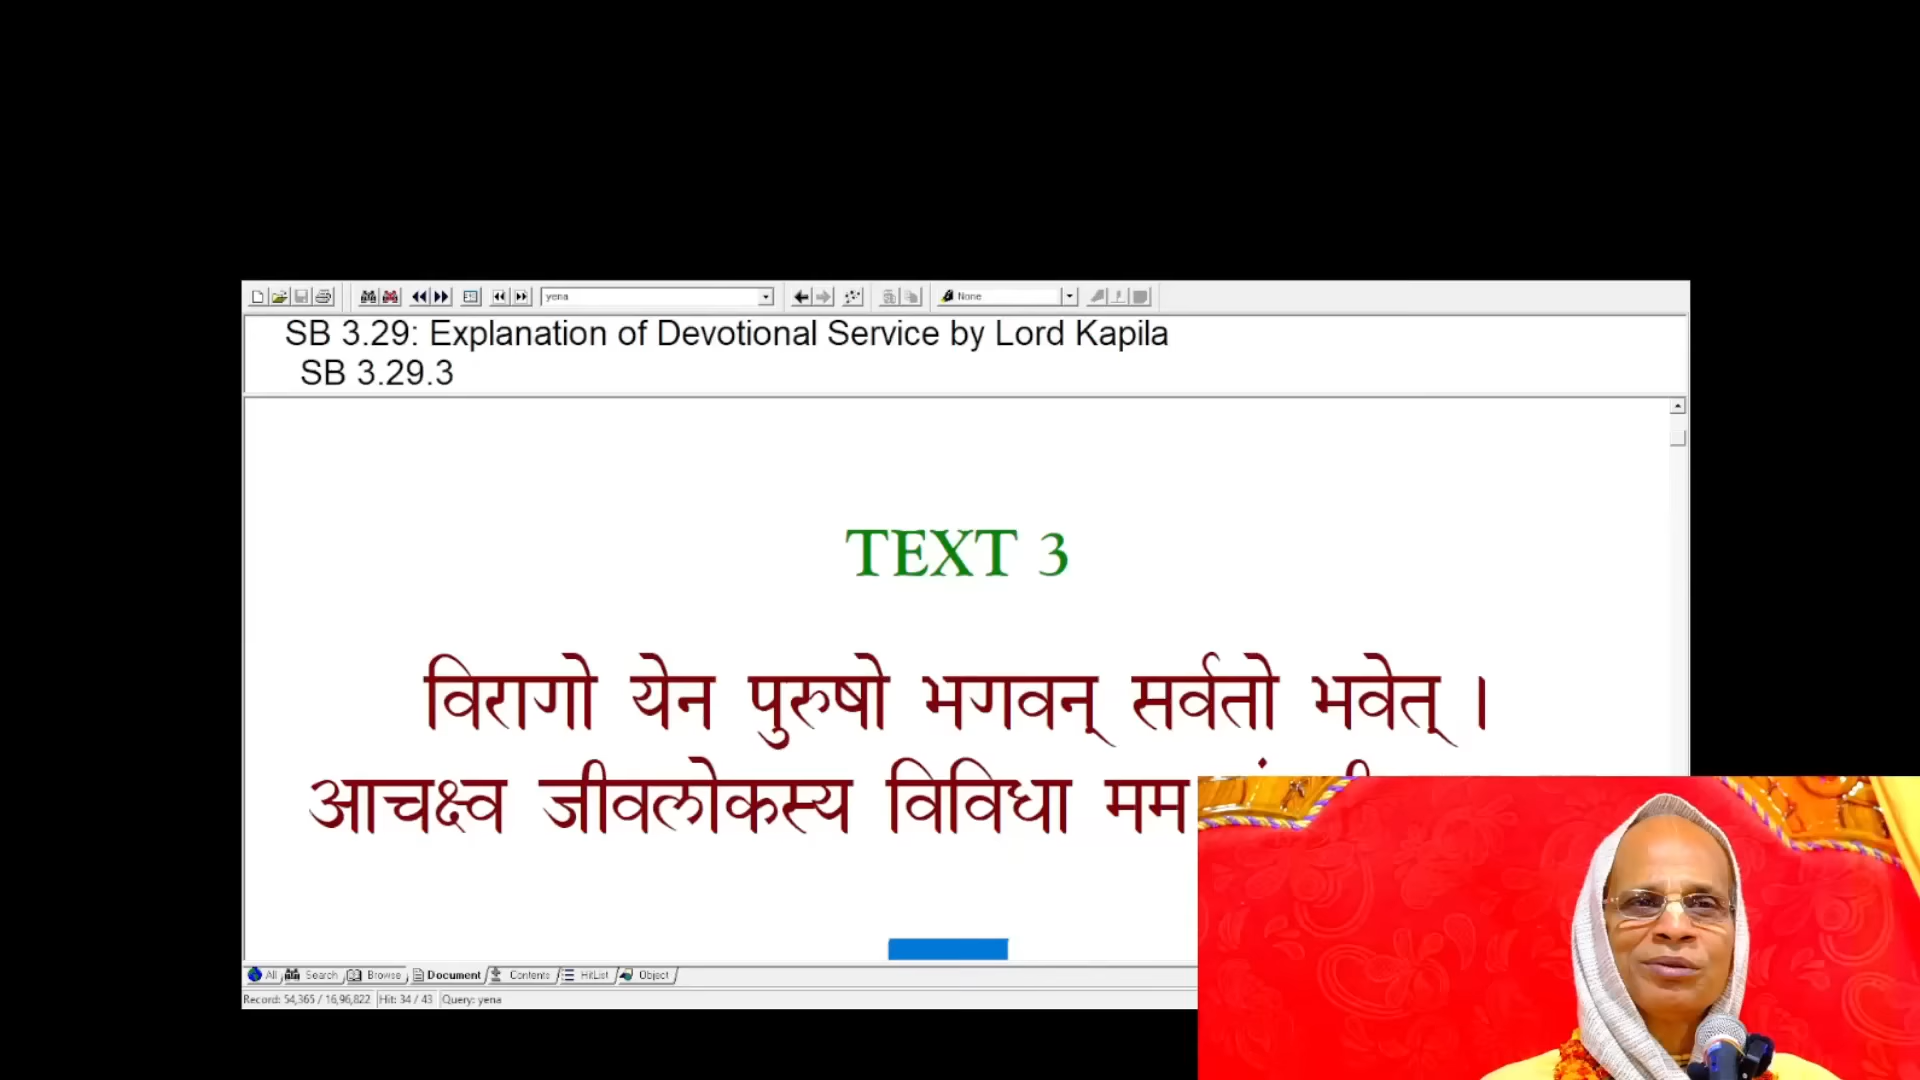 yena
None
SB 3.29: Explanation of Devotional Service by Lord Kapila
SB 3.29.3
TEXT 3
विरागो येन पुरुषो भगवन् सर्वतो भवेत् ।
आचक्ष्व जीवलोकस्य विविधा मम
All Search Browse Document Contents HitList Object
Record: 54,365 / 16,96,822 Hit: 34 / 43 Query: yena